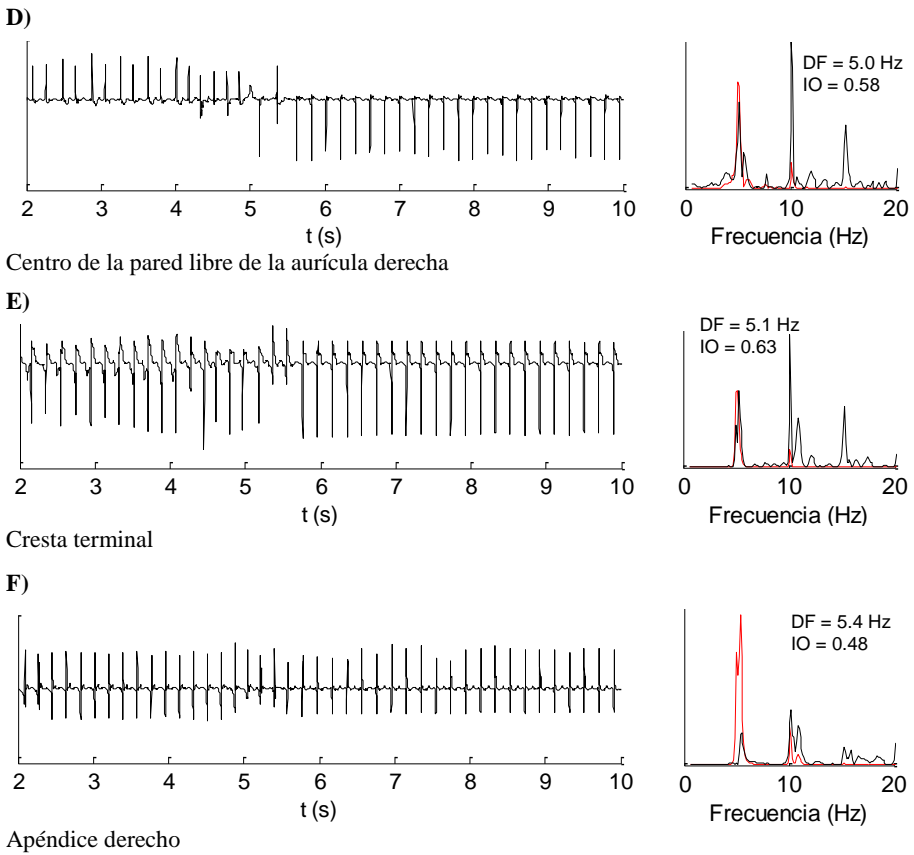 D)
DF = 5.0 Hz
IO = 0.58
2 3 4 5 6 7 8 9 10
t (s)
0 10 20
Frecuencia (Hz)
Centro de la pared libre de la aurícula derecha
E)
DF = 5.1 Hz
IO = 0.63
2 3 4 5 6 7 8 9 10
t (s)
0 10 20
Frecuencia (Hz)
Cresta terminal
F)
DF = 5.4 Hz
IO = 0.48
2 3 4 5 6 7 8 9 10
t (s)
0 10 20
Frecuencia (Hz)
Apéndice derecho